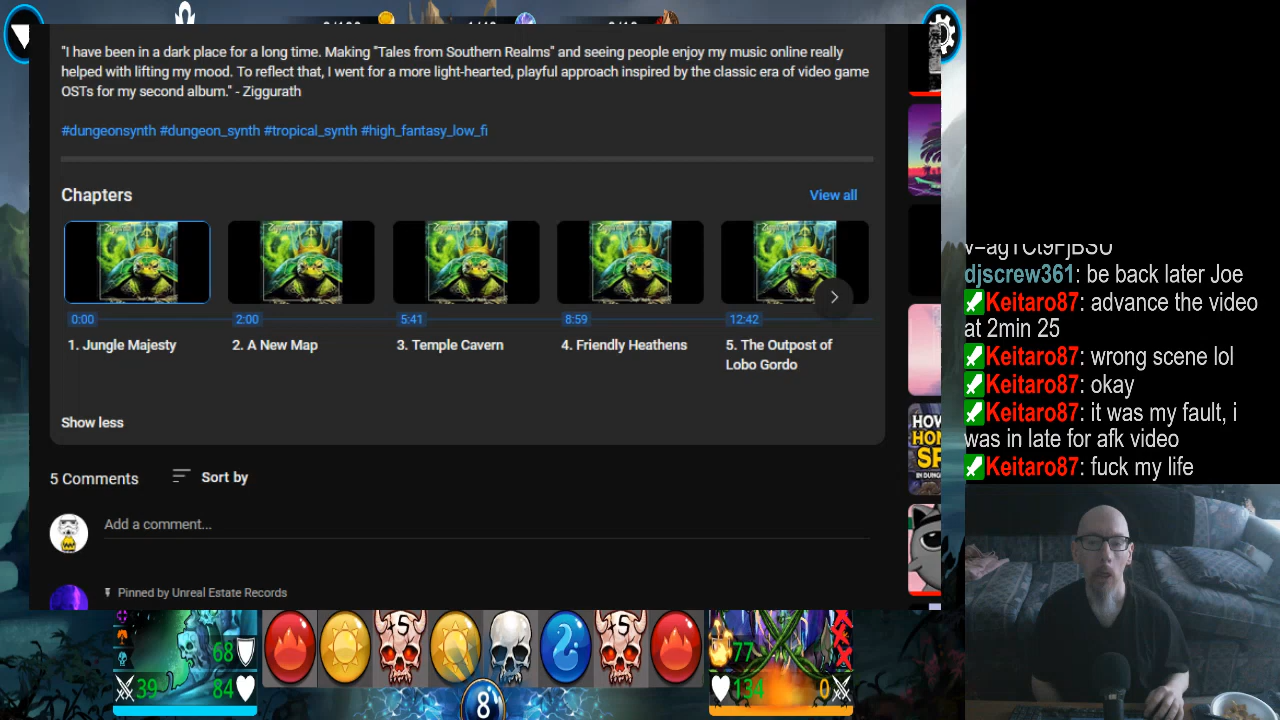 "I have been in a dark place for a long time. Making "Tales from Southern Realms" and seeing people enjoy my music online really
helped with lifting my mood. To reflect that, I went for a more light-hearted, playful approach inspired by the classic era of video game
OSTs for my second album." - Ziggurath
#dungeonsynth #dungeon_synth #tropical_synth #high_fantasy_low_fi
Chapters
View all
0:00
2:00
5:41
8:59
12:42
1. Jungle Majesty
2. A New Map
3. Temple Cavern
4. Friendly Heathens
5. The Outpost of
Lobo Gordo
Show less
5 Comments
Sort by
Add a comment...
Pinned by Unreal Estate Records
HOW
HON
SP
djscrew361: be back later Joe
Keitaro87: advance the video
at 2min 25
Keitaro87: wrong scene lol
Keitaro87: okay
Keitaro87: it was my fault, i
was in late for afk video
Keitaro87: fuck my life
68
39
84
15
15
8
77
134
0